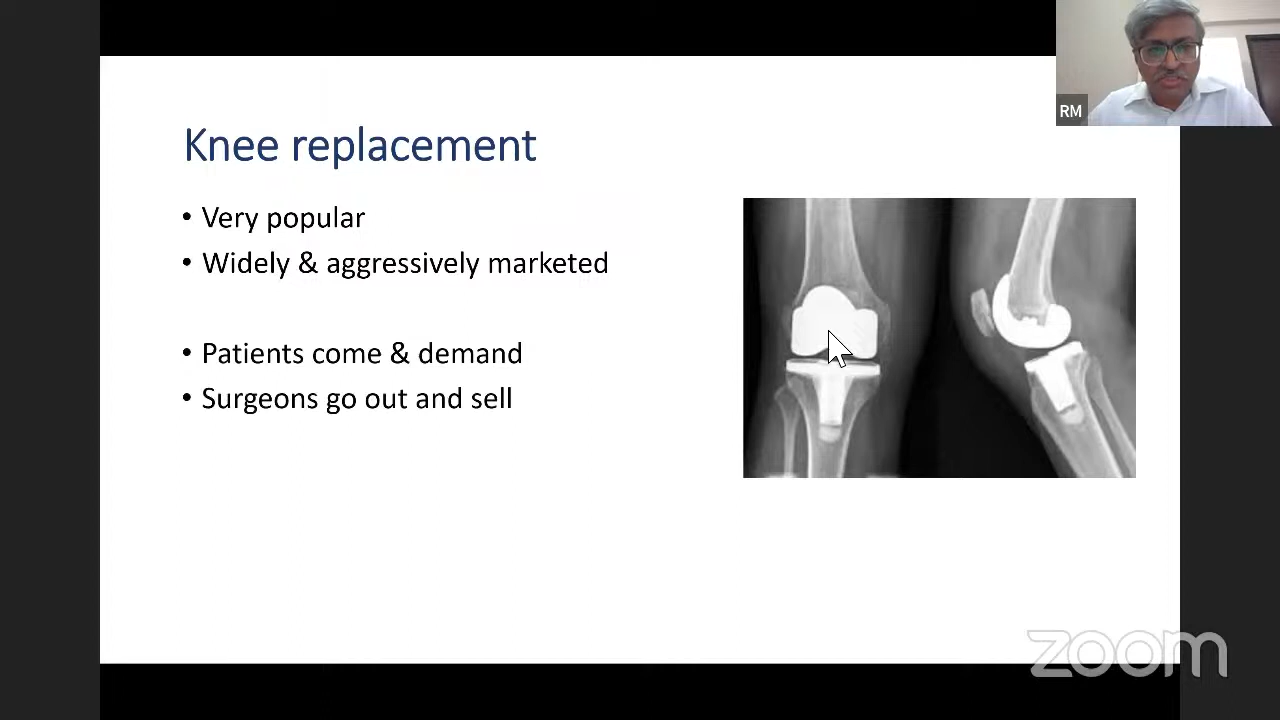 RM
Knee replacement
• Very popular
• Widely & aggressively marketed
• Patients come & demand
• Surgeons go out and sell
zoom